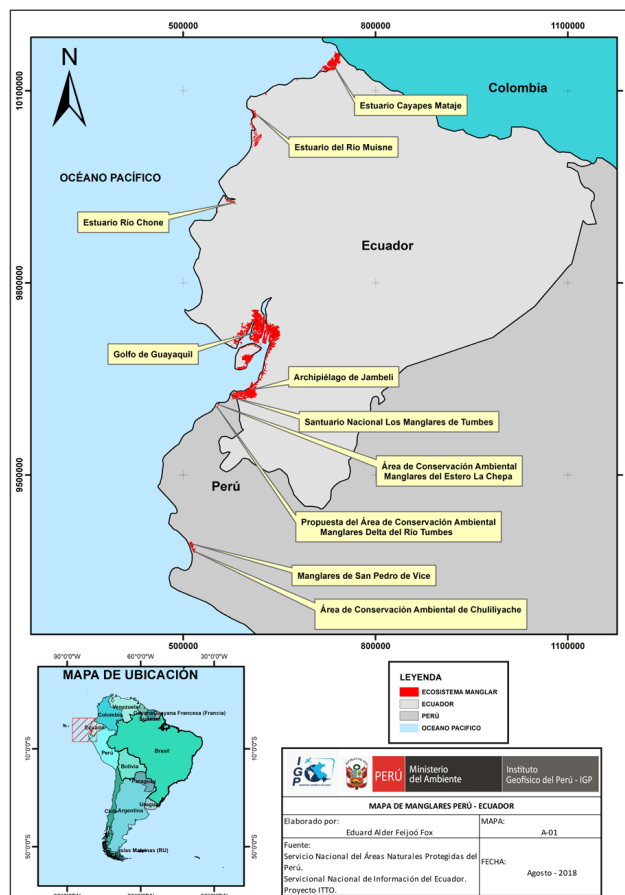 500000 800000 1100000
N
10100000
Colombia
Estuario Cayapes Mataje
Estuario del Río Muisne
OCÉANO PACÍFICO
Estuario Río Chone
Ecuador
9800000
Golfo de Guayaquil
Archipiélago de Jambeli
Santuario Nacional Los Manglares de Tumbes
Área de Conservación Ambiental
Manglares del Estero La Chepa
9500000
Perú
Propuesta del Área de Conservación Ambiental
Manglares Delta del Río Tumbes
Manglares de San Pedro de Vice
Área de Conservación Ambiental de Chuliliyache
500000 800000 1100000
90°0'0"O 60°0'0"O 30°0'0"O
MAPA DE UBICACIÓN
Venezuela
Guayana Francesa (Francia)
Colombia
Ecuador
Perú
Brasil
10°0'0"S 10°0'0"S
Bolivia
Paraguay
Uruguay
Argentina
50°0'0"S 50°0'0"S
Islas Malvinas (RU)
LEYENDA
ECOSISTEMA MANGLAR
ECUADOR
PERÚ
OCEANO PACIFICO
IGP
PERÚ
Ministerio
del Ambiente
Instituto
Geofísico del Perú - IGP
MAPA DE MANGLARES PERÚ - ECUADOR
Elaborado por:
Eduard Alder Feijoó Fox
MAPA:
A-01
Fuente:
Servicio Nacional del Áreas Naturales Protegidas del
Perú.
Servicional Nacional de Información del Ecuador.
Proyecto ITTO.
FECHA:
Agosto - 2018